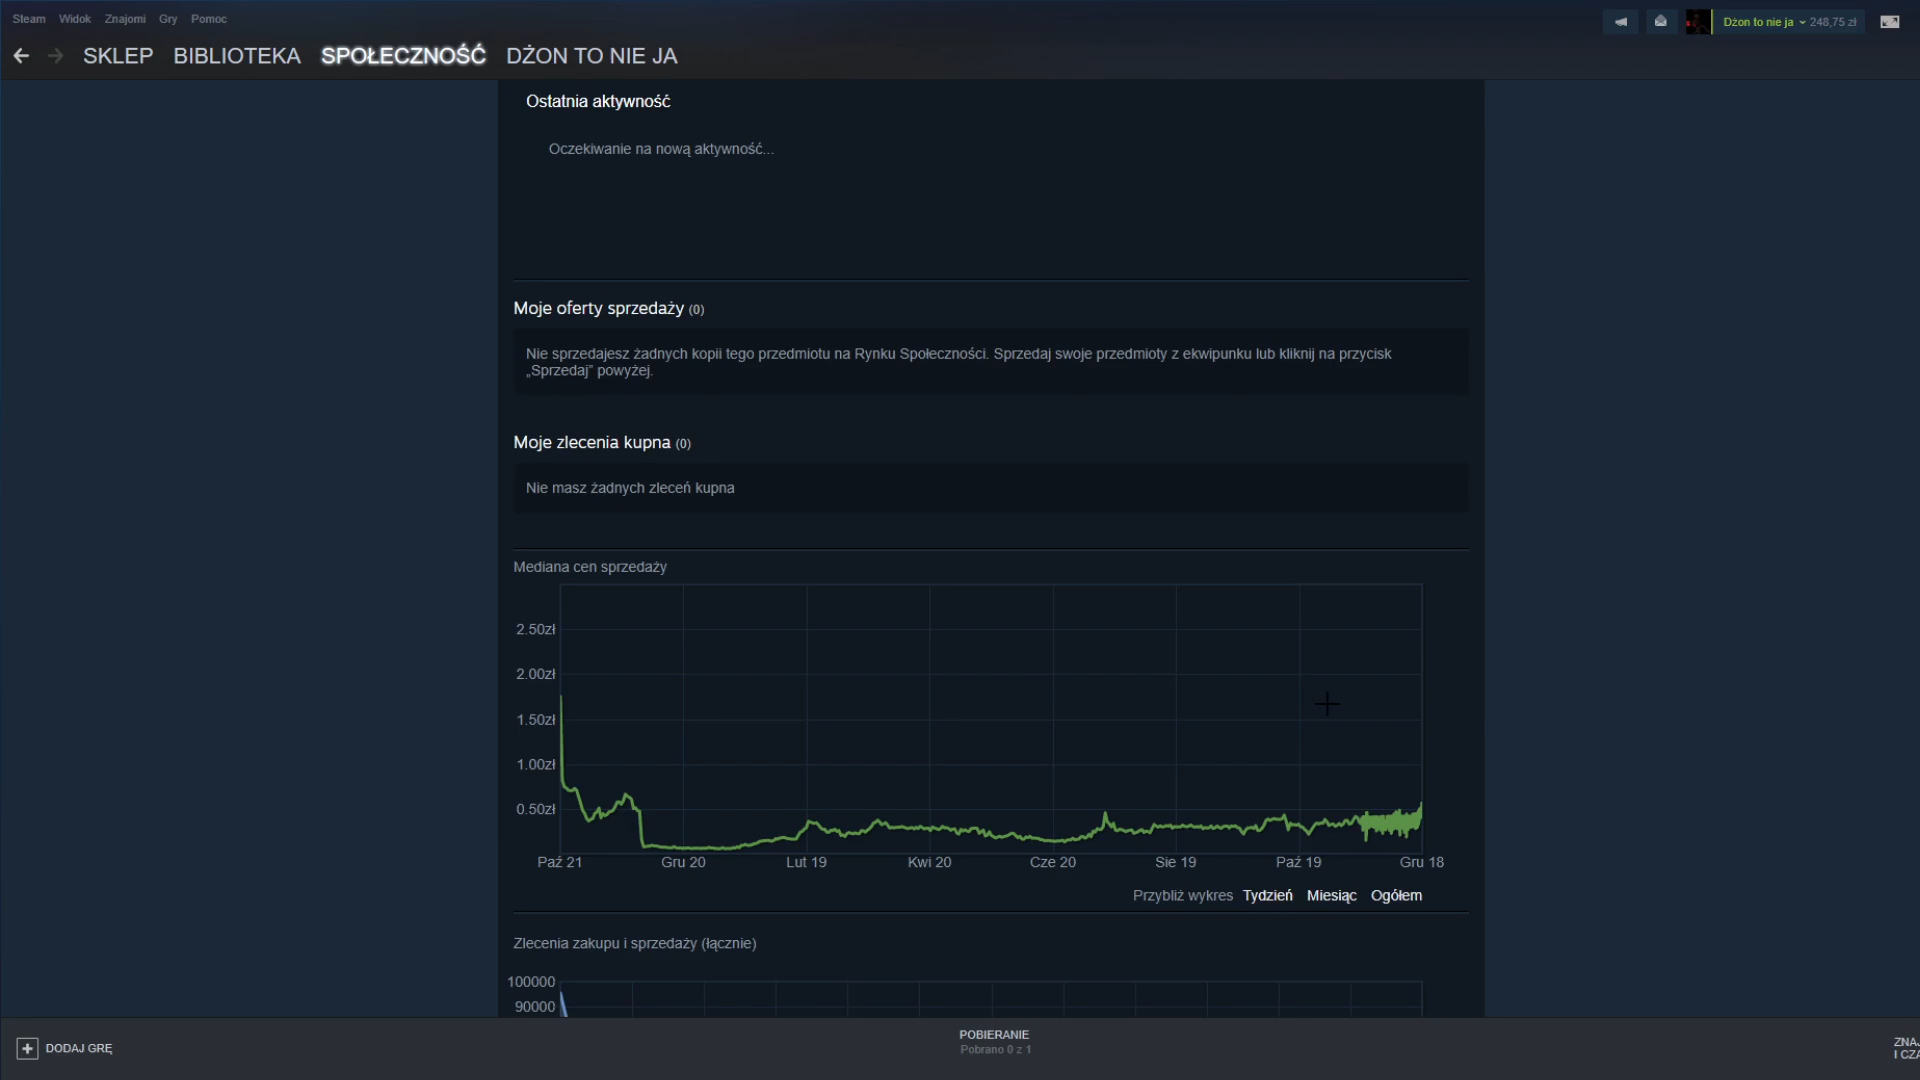 Steam Widok Znajomi Gry Pomoc
Dżon to nie ja 248,75 zł
SKLEP BIBLIOTEKA SPOŁECZNOŚĆ DŻON TO NIE JA
Ostatnia aktywność
Oczekiwanie na nową aktywność...
Moje oferty sprzedaży (0)
Nie sprzedajesz żadnych kopii tego przedmiotu na Rynku Społeczności. Sprzedaj swoje przedmioty z ekwipunku lub kliknij na przycisk
„Sprzedaj” powyżej.
Moje zlecenia kupna (0)
Nie masz żadnych zleceń kupna
Mediana cen sprzedaży
2.50zł
2.00zł
1.50zł
1.00zł
0.50zł
Paź 21 Gru 20 Lut 19 Kwi 20 Cze 20 Sie 19 Paź 19 Gru 18
Przybliż wykres Tydzień Miesiąc Ogółem
Zlecenia zakupu i sprzedaży (łącznie)
100000
90000
DODAJ GRĘ
POBIERANIE
Pobrano 0 z 1
ZNAJ
I CZA